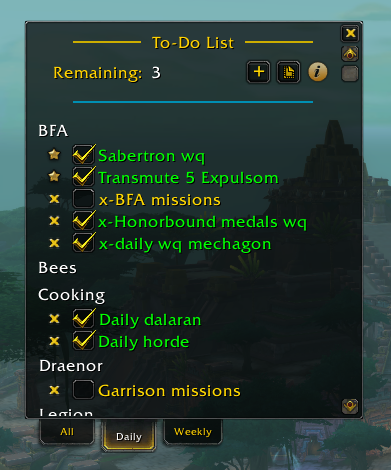 To-Do List
Remaining: 3
BFA
Sabertron wq
Transmute 5 Expulsom
x-BFA missions
x-Honorbound medals wq
x-daily wq mechagon
Bees
Cooking
Daily dalaran
Daily horde
Draenor
Garrison missions
Legion
All
Daily
Weekly